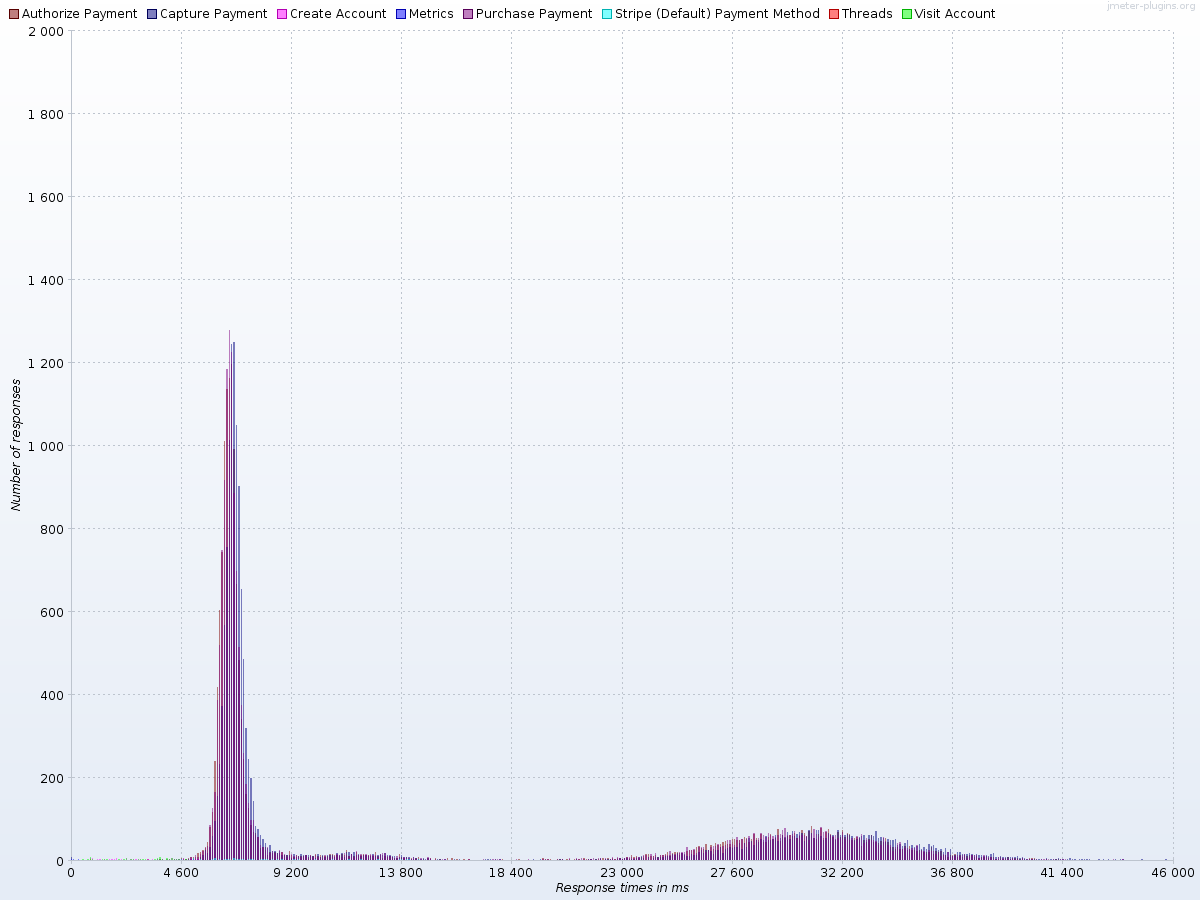 Authorize Payment Capture Payment Create Account Metrics Purchase Payment Stripe (Default) Payment Method Threads Visit Account
jmeter-plugins.org
2 000
1 800
1 600
1 400
1 200
1 000
800
600
400
200
0
Number of responses
0 4 600 9 200 13 800 18 400 23 000 27 600 32 200 36 800 41 400 46 000
Response times in ms